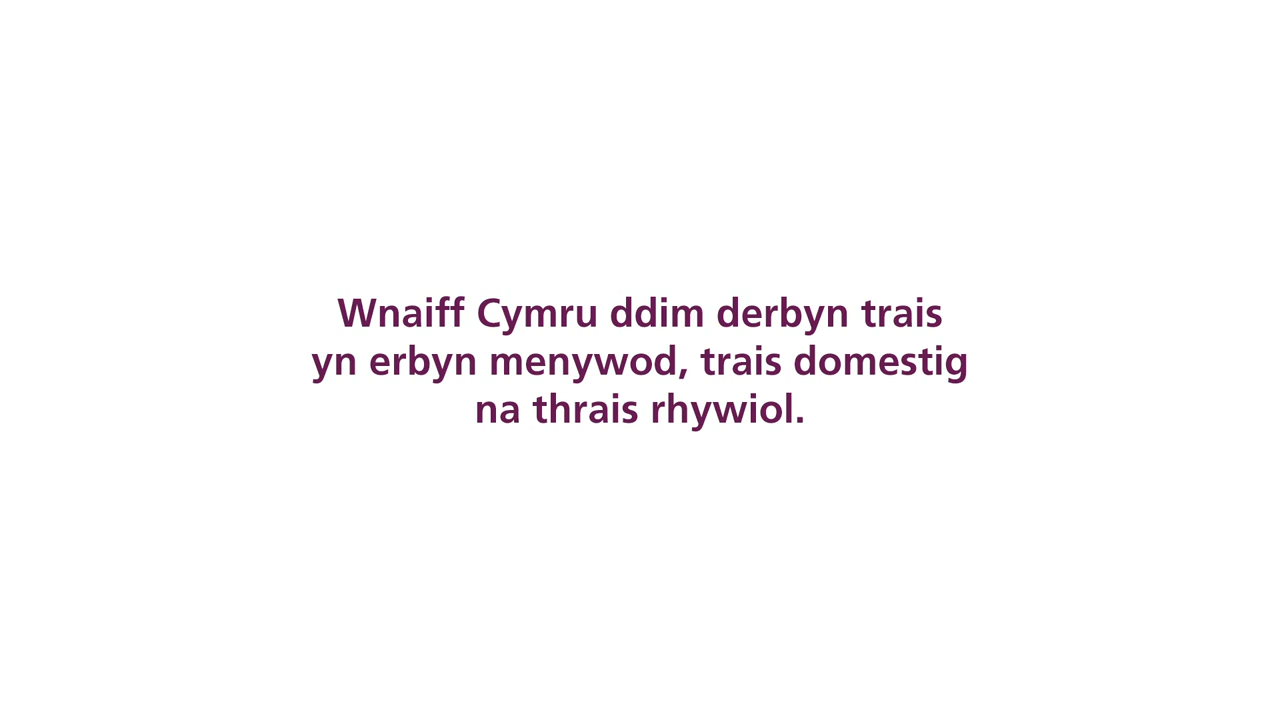 Wnaiff Cymru ddim derbyn trais
yn erbyn menywod, trais domestig
na thrais rhywiol.